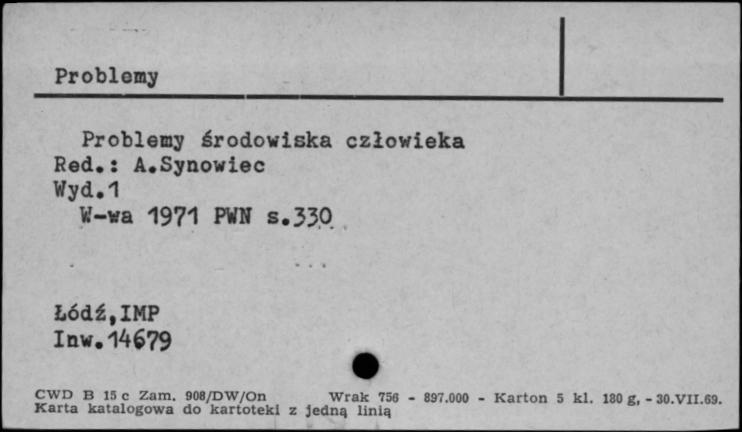 Problemy
Problemy środowiska człowieka
Red.: A.Synowiec
Wyd.1
W-wa 1971 PWN s.330
Łódź,IMP
Inw.14679
CWD B 15 c Zam. 908/DW/On Wrak 756 - 897.000 - Karton 5 kl. 180 g, - 30.VII.69.
Karta katalogowa do kartoteki z jedną linią